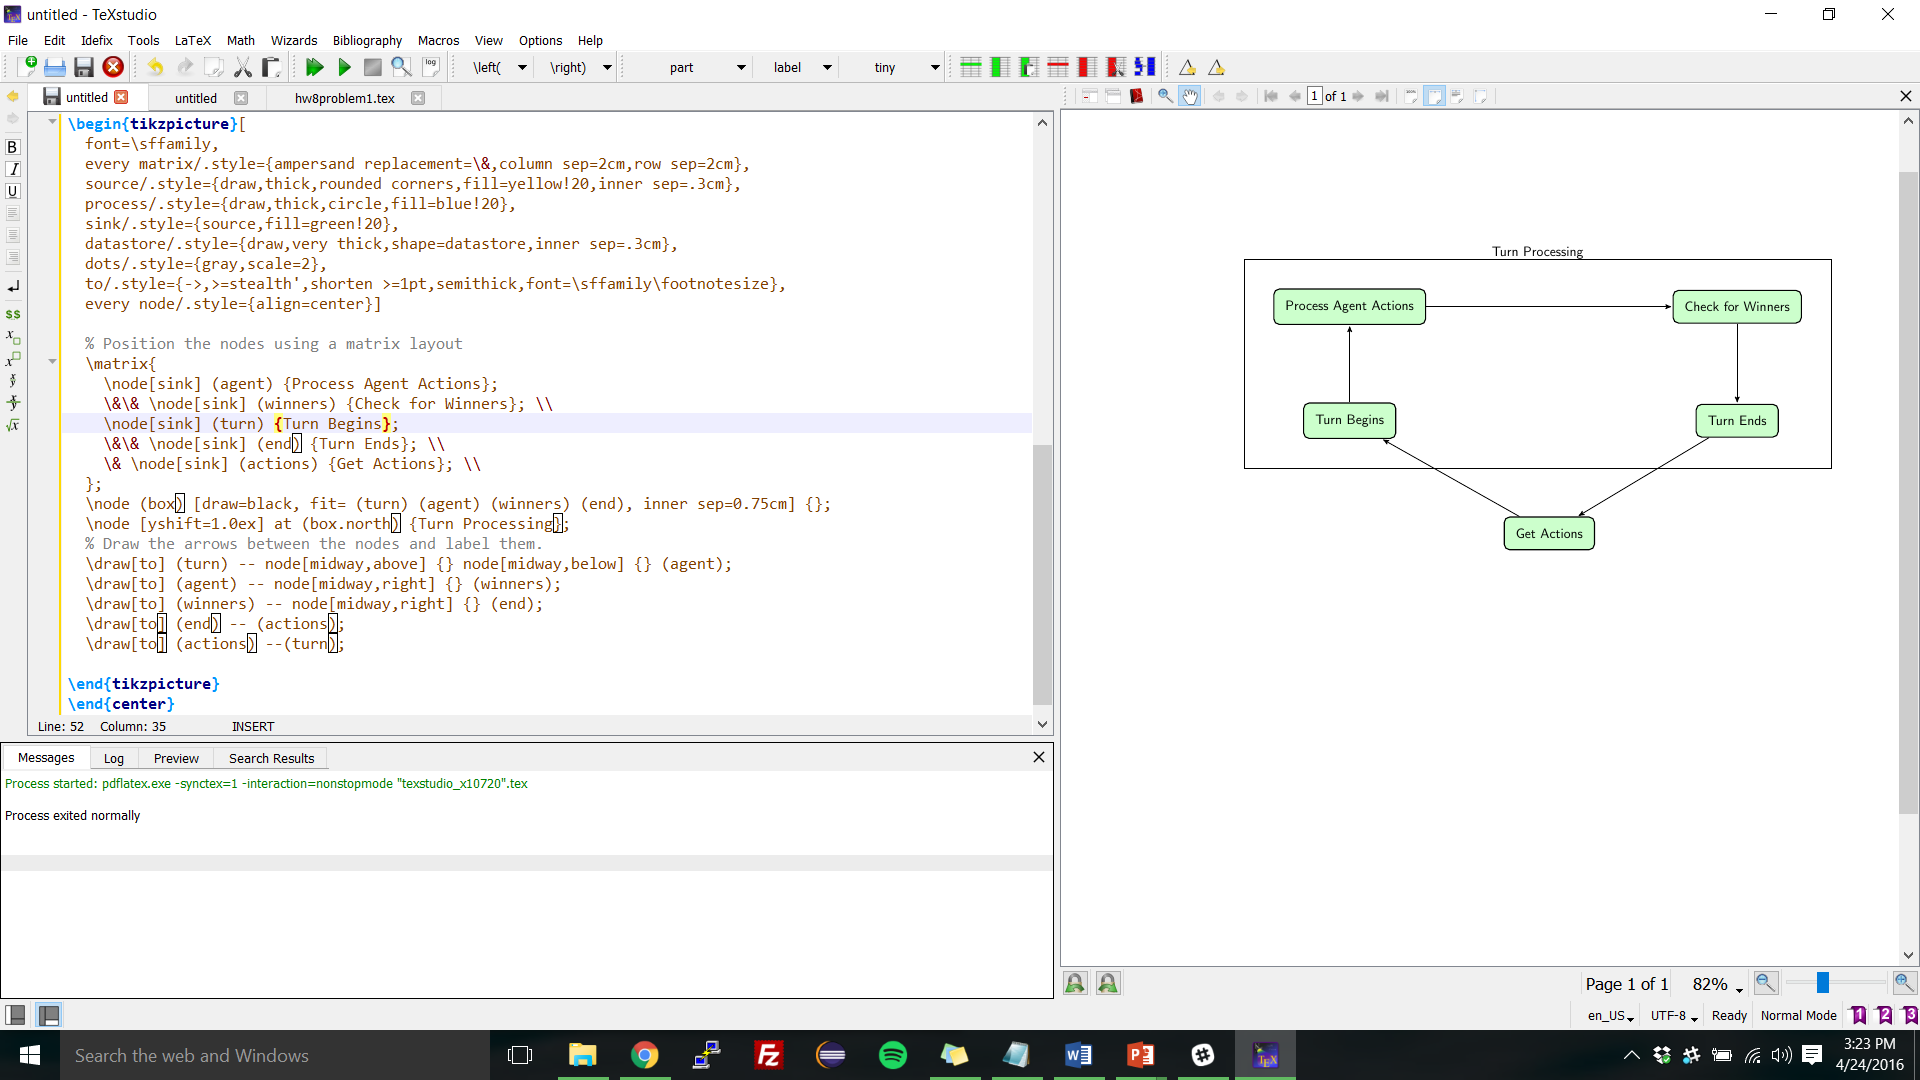 untitled - TeXstudio
File Edit Idefix Tools LaTeX Math Wizards Bibliography Macros View Options Help
log \left( \right) part label tiny
untitled untitled hw8problem1.tex
1 of 1
\begin{tikzpicture}[
font=\sffamily,
every matrix/.style={ampersand replacement=\&,column sep=2cm,row sep=2cm},
source/.style={draw,thick,rounded corners,fill=yellow!20,inner sep=.3cm},
process/.style={draw,thick,circle,fill=blue!20},
sink/.style={source,fill=green!20},
datastore/.style={draw,very thick,shape=datastore,inner sep=.3cm},
dots/.style={gray,scale=2},
to/.style={->,>=stealth',shorten >=1pt,semithick,font=\sffamily\footnotesize},
every node/.style={align=center}]
% Position the nodes using a matrix layout
\matrix{
\node[sink] (agent) {Process Agent Actions};
\&\& \node[sink] (winners) {Check for Winners}; \\
\node[sink] (turn) {Turn Begins};
\&\& \node[sink] (end) {Turn Ends}; \\
\& \node[sink] (actions) {Get Actions}; \\
};
\node (box) [draw=black, fit= (turn) (agent) (winners) (end), inner sep=0.75cm] {};
\node [yshift=1.0ex] at (box.north) {Turn Processing};
% Draw the arrows between the nodes and label them.
\draw[to] (turn) -- node[midway,above] {} node[midway,below] {} (agent);
\draw[to] (agent) -- node[midway,right] {} (winners);
\draw[to] (winners) -- node[midway,right] {} (end);
\draw[to] (end) -- (actions);
\draw[to] (actions) --(turn);
\end{tikzpicture}
\end{center}
Line: 52 Column: 35 INSERT
Messages Log Preview Search Results
Process started: pdflatex.exe -synctex=1 -interaction=nonstopmode "texstudio_x10720".tex
Process exited normally
Turn Processing
Process Agent Actions
Check for Winners
Turn Begins
Turn Ends
Get Actions
Page 1 of 1 82%
en_US UTF-8 Ready Normal Mode 1 2 3
Search the web and Windows
3:23 PM
4/24/2016